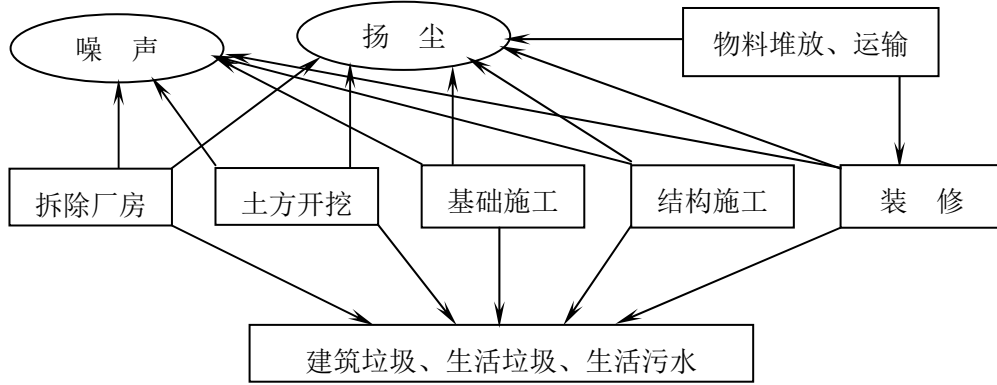 噪 声
扬 尘
物料堆放、运输
拆除厂房
土方开挖
基础施工
结构施工
装 修
建筑垃圾、生活垃圾、生活污水